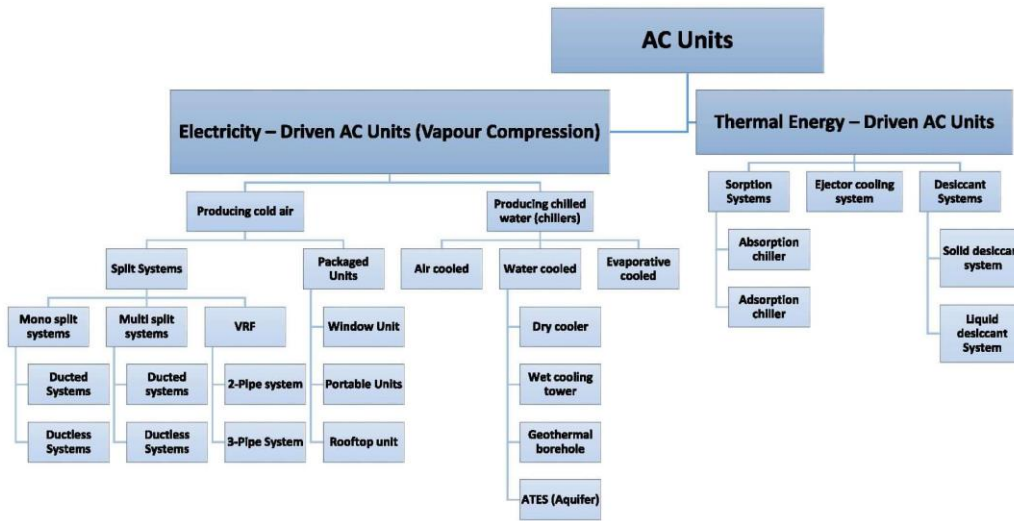 AC Units
Electricity – Driven AC Units (Vapour Compression)
Thermal Energy – Driven AC Units
Producing cold air
Producing chilled
water (chillers)
Sorption
Systems
Ejector cooling
system
Desiccant
Systems
Split Systems
Packaged
Units
Air cooled
Water cooled
Evaporative
cooled
Absorption
chiller
Solid desiccant
system
Mono split
systems
Multi split
systems
VRF
Window Unit
Dry cooler
Adsorption
chiller
Liquid
desiccant
System
Ducted
Systems
Ducted
systems
2-Pipe system
Portable Units
Wet cooling
tower
Ductless
Systems
Ductless
Systems
3-Pipe System
Rooftop unit
Geothermal
borehole
ATES (Aquifer)